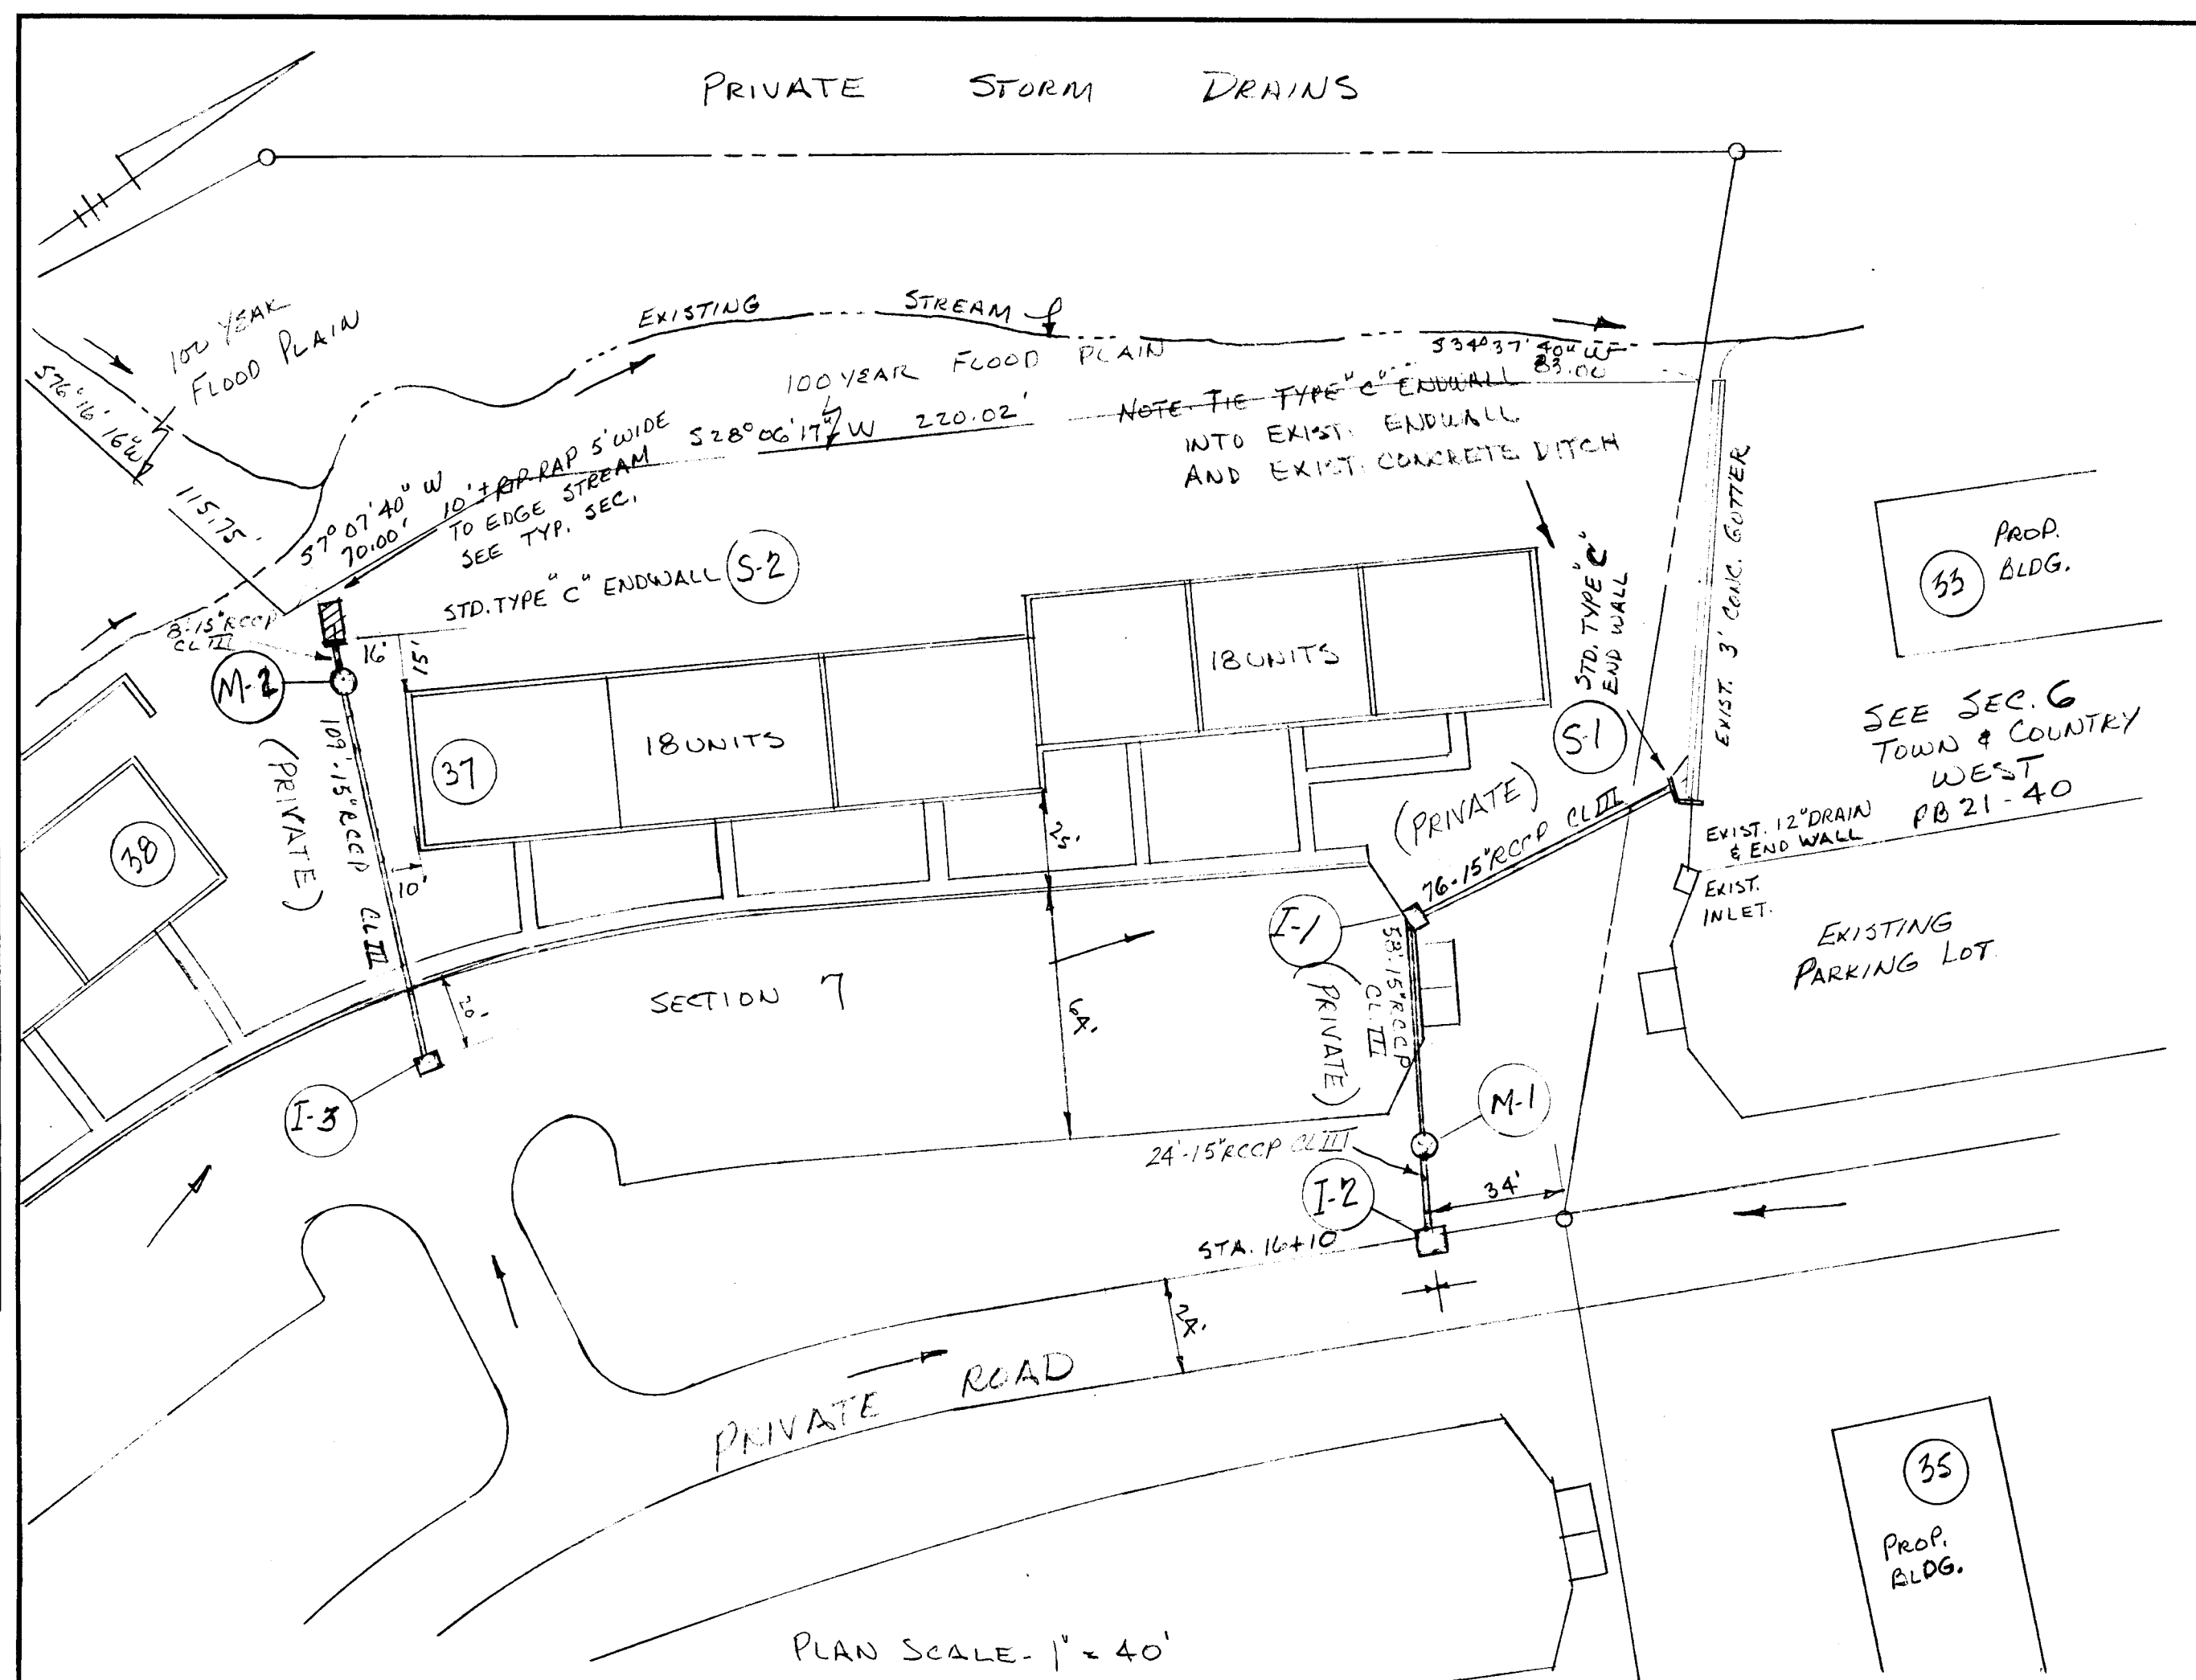 PRIVATE STORM DRAINS
100 YEAR
FLOOD PLAIN
EXISTING STREAM
100 YEAR FLOOD PLAIN
S34°37'40"W
83.00
S76°16'16"W
115.75'
S7°07'40"W
70.00'
10'± RIP-RAP 5' WIDE
TO EDGE STREAM
SEE TYP. SEC.
S28°06'17"W 220.02'
NOTE- TIE TYPE "C" ENDWALL
INTO EXIST. ENDWALL
AND EXIST. CONCRETE DITCH
STD. TYPE "C" ENDWALL
S-2
8'-15"RCCP
CL III
16'
15'
M-2
109'-15"RCCP CL III
(PRIVATE)
37
18 UNITS
18 UNITS
38
10'
20'
25'
64'
STD. TYPE "C"
END WALL
S-1
EXIST. 3' CONC. GUTTER
33
PROP.
BLDG.
SEE SEC. 6
TOWN & COUNTRY
WEST
PB 21-40
EXIST. 12" DRAIN
& END WALL
EXIST.
INLET.
EXISTING
PARKING LOT
(PRIVATE)
76-15"RCCP CL III
I-1
58'-15"RCCP
CL. III
(PRIVATE)
SECTION 7
I-3
M-1
24'-15"RCCP CL III
I-2
34'
STA. 16+10
24'
PRIVATE ROAD
35
PROP.
BLDG.
PLAN SCALE- 1" = 40'